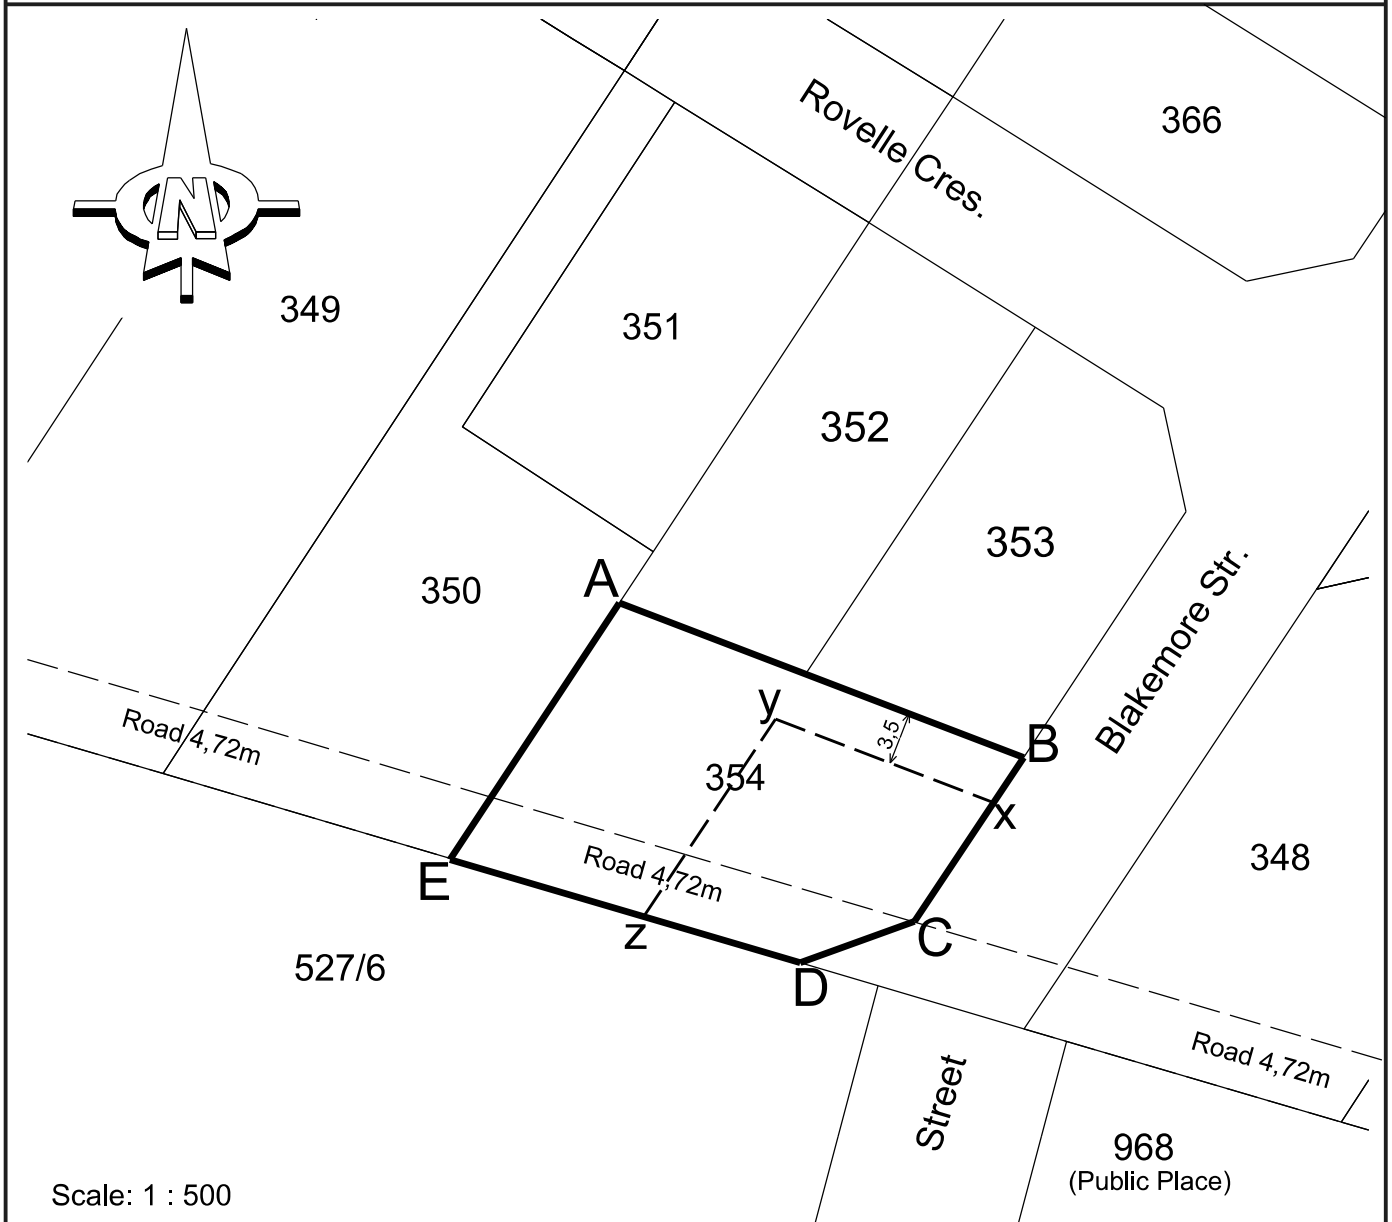 Rovelle Cres.
366
N
349
351
352
353
A
350
Blakemore Str.
y
3,5
B
Road 4,72m
354
x
348
Road 4,72m
E
z
C
527/6
D
Road 4,72m
Street
968
(Public Place)
Scale: 1 : 500